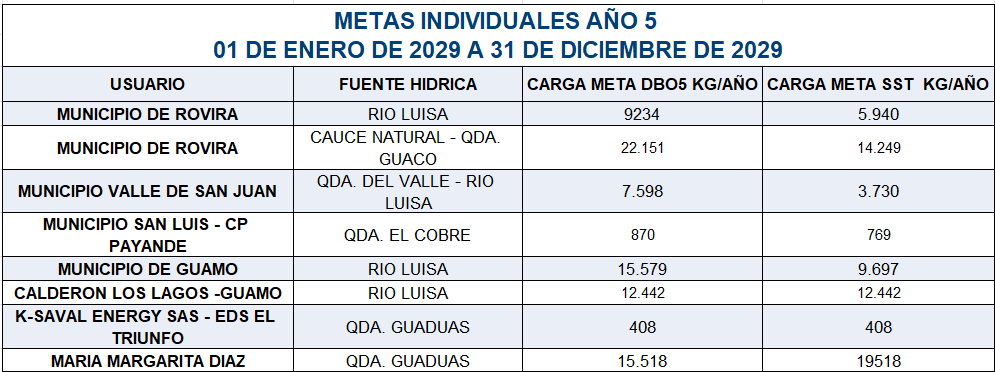 METAS INDIVIDUALES AÑO 5
01 DE ENERO DE 2029 A 31 DE DICIEMBRE DE 2029
USUARIO FUENTE HIDRICA CARGA META DBO5 KG/AÑO CARGA META SST KG/AÑO
MUNICIPIO DE ROVIRA RIO LUISA 9234 5.940
MUNICIPIO DE ROVIRA CAUCE NATURAL - QDA. GUACO 22.151 14.249
MUNICIPIO VALLE DE SAN JUAN QDA. DEL VALLE - RIO LUISA 7.598 3.730
MUNICIPIO SAN LUIS - CP PAYANDE QDA. EL COBRE 870 769
MUNICIPIO DE GUAMO RIO LUISA 15.579 9.697
CALDERON LOS LAGOS -GUAMO RIO LUISA 12.442 12.442
K-SAVAL ENERGY SAS - EDS EL TRIUNFO QDA. GUADUAS 408 408
MARIA MARGARITA DIAZ QDA. GUADUAS 15.518 19518